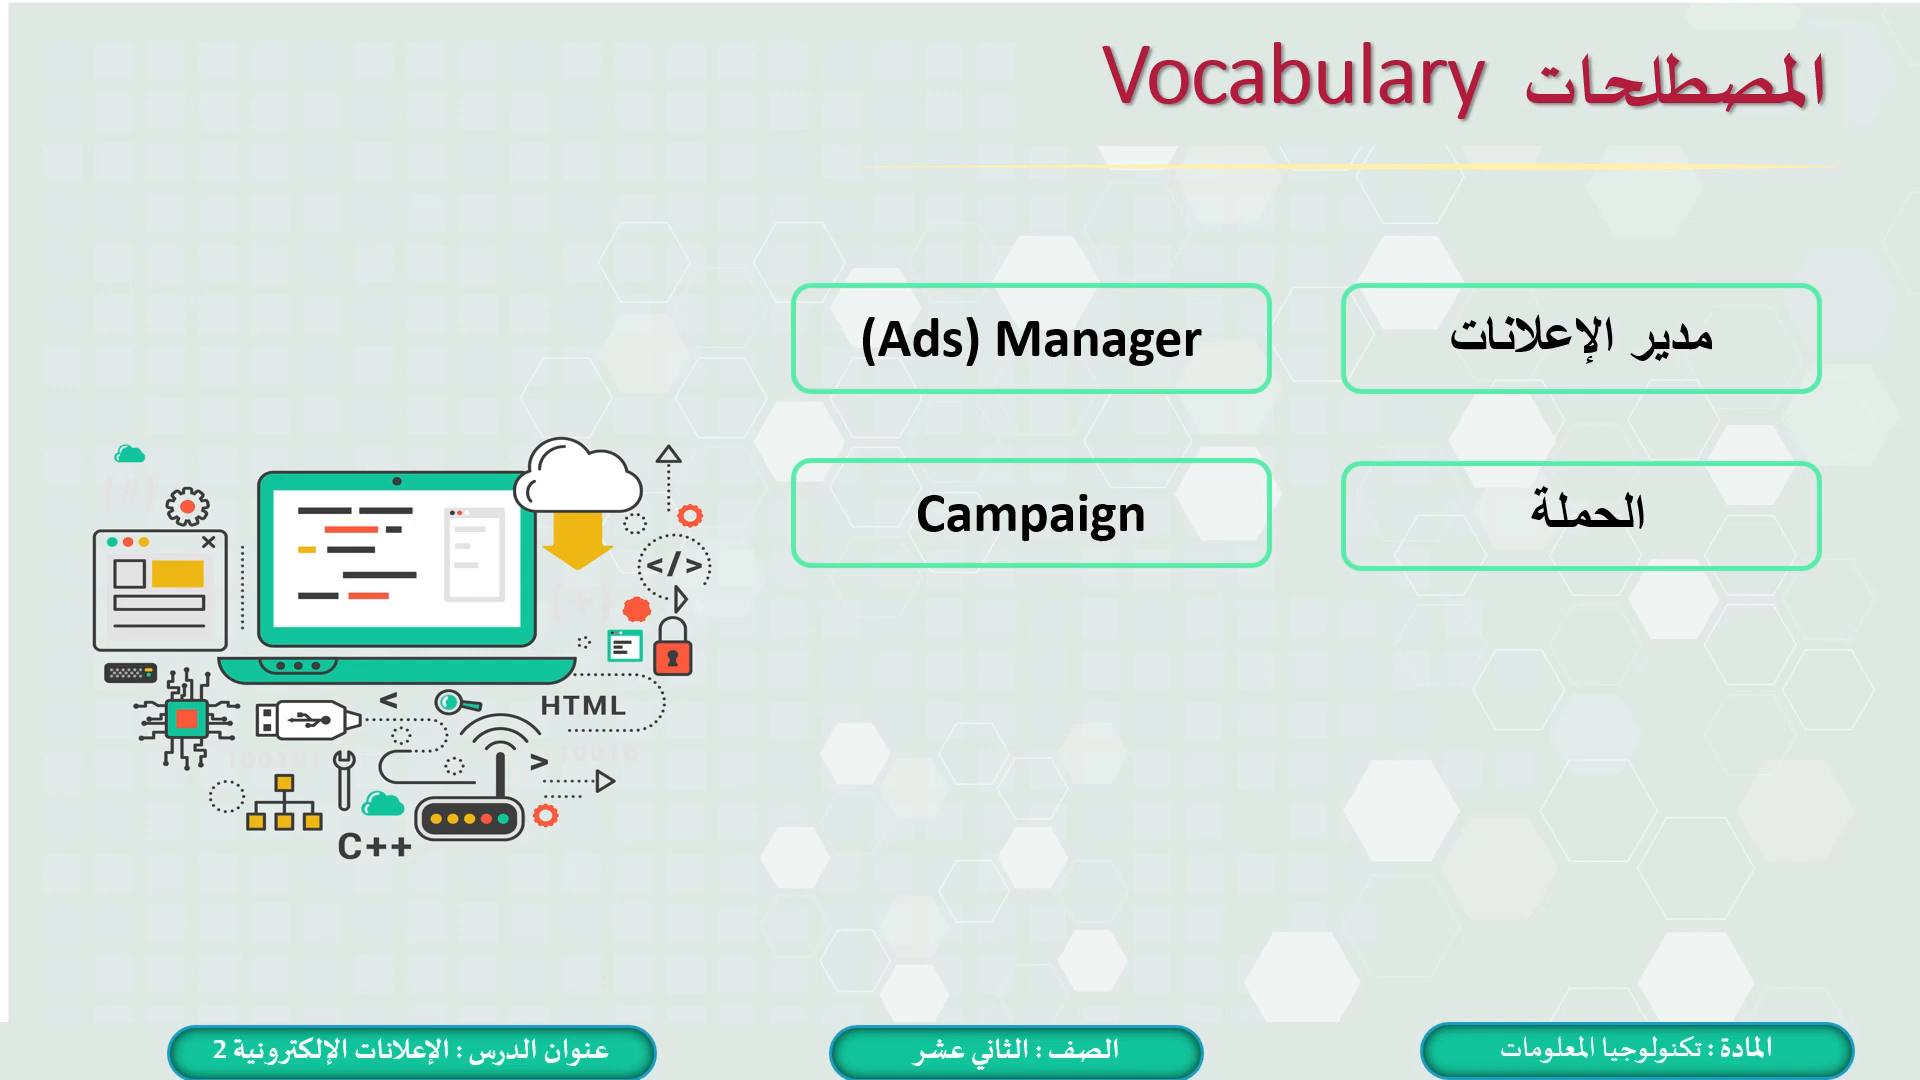 المصطلحات Vocabulary
مدير الإعلانات
(Ads) Manager
الحملة
Campaign
</>
HTML
<
>
C++
المادة : تكنولوجيا المعلومات
الصف : الثاني عشر
عنوان الدرس : الإعلانات الإلكترونية 2